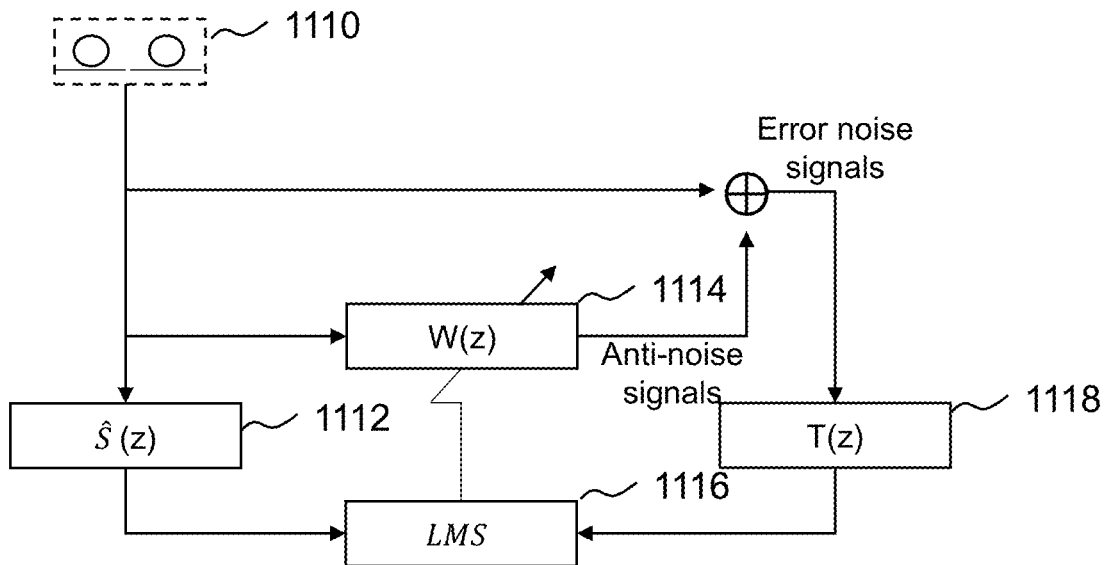 1110
Error noise
signals
1114
W(z)
Anti-noise
signals
1112
Ŝ (z)
1118
T(z)
1116
LMS